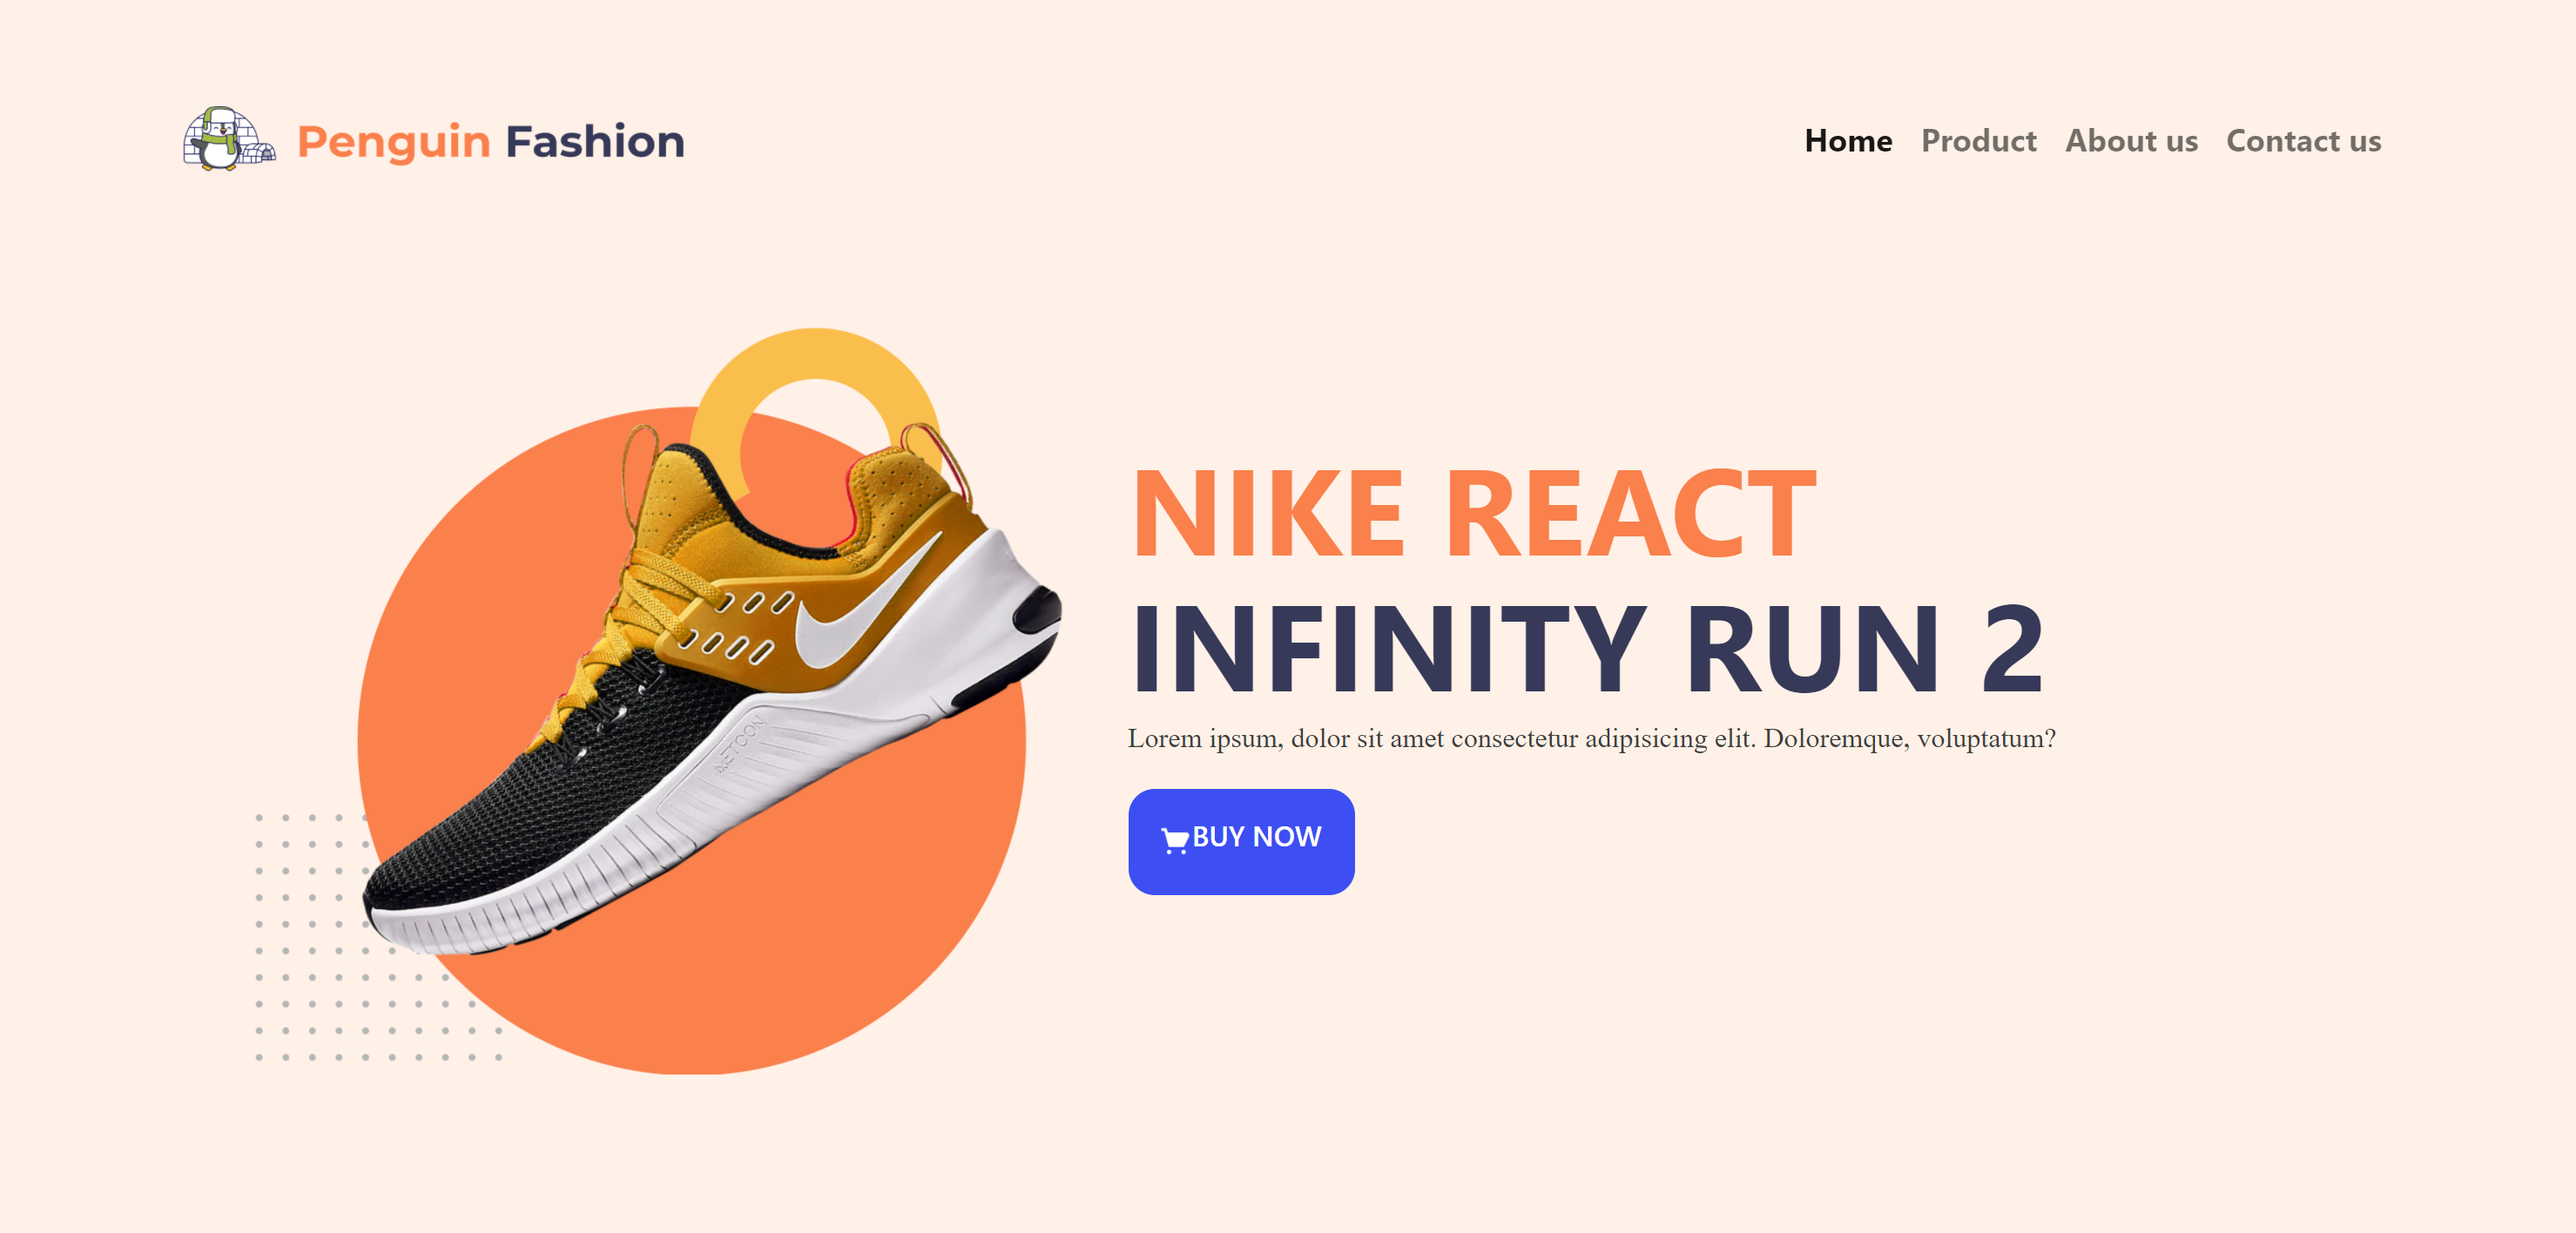 Penguin Fashion
Home Product About us Contact us
NIKE REACT
INFINITY RUN 2
Lorem ipsum, dolor sit amet consectetur adipisicing elit. Doloremque, voluptatum?
BUY NOW
METCON